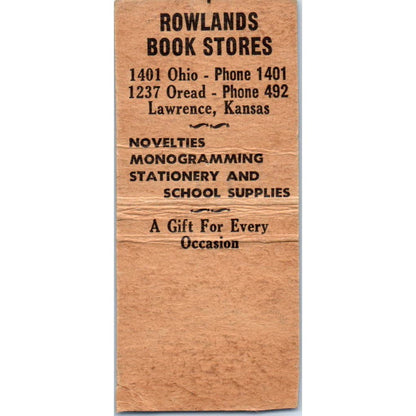 ROWLANDS
BOOK STORES
1401 Ohio - Phone 1401
1237 Oread - Phone 492
Lawrence, Kansas
NOVELTIES
MONOGRAMMING
STATIONERY AND
SCHOOL SUPPLIES
A Gift For Every
Occasion